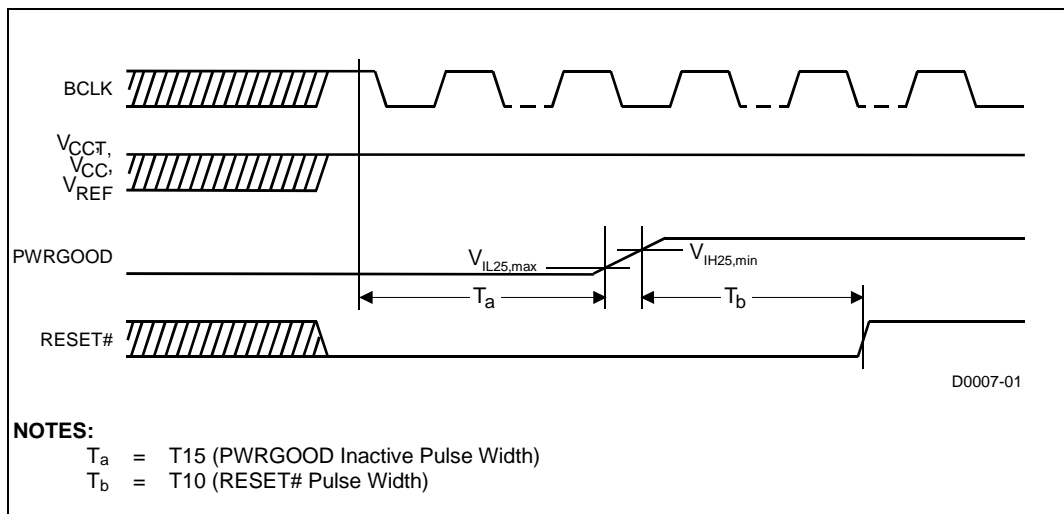 BCLK
VCCT,
VCC,
VREF
PWRGOOD
VIL25,max
VIH25,min
Ta
Tb
RESET#
D0007-01
NOTES:
Ta = T15 (PWRGOOD Inactive Pulse Width)
Tb = T10 (RESET# Pulse Width)